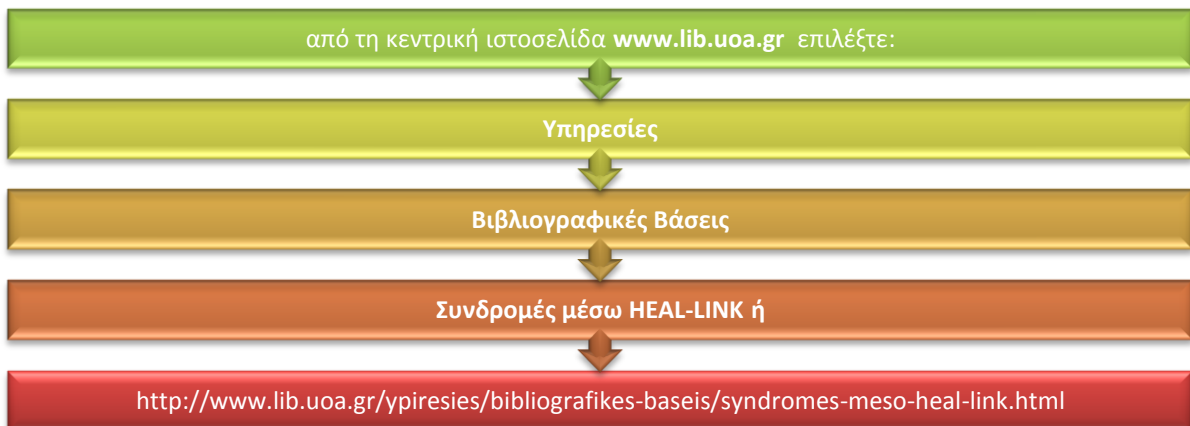 από τη κεντρική ιστοσελίδα www.lib.uoa.gr επιλέξτε:
Υπηρεσίες
Βιβλιογραφικές Βάσεις
Συνδρομές μέσω HEAL-LINK ή
http://www.lib.uoa.gr/ypiresies/bibliografikes-baseis/syndromes-meso-heal-link.html